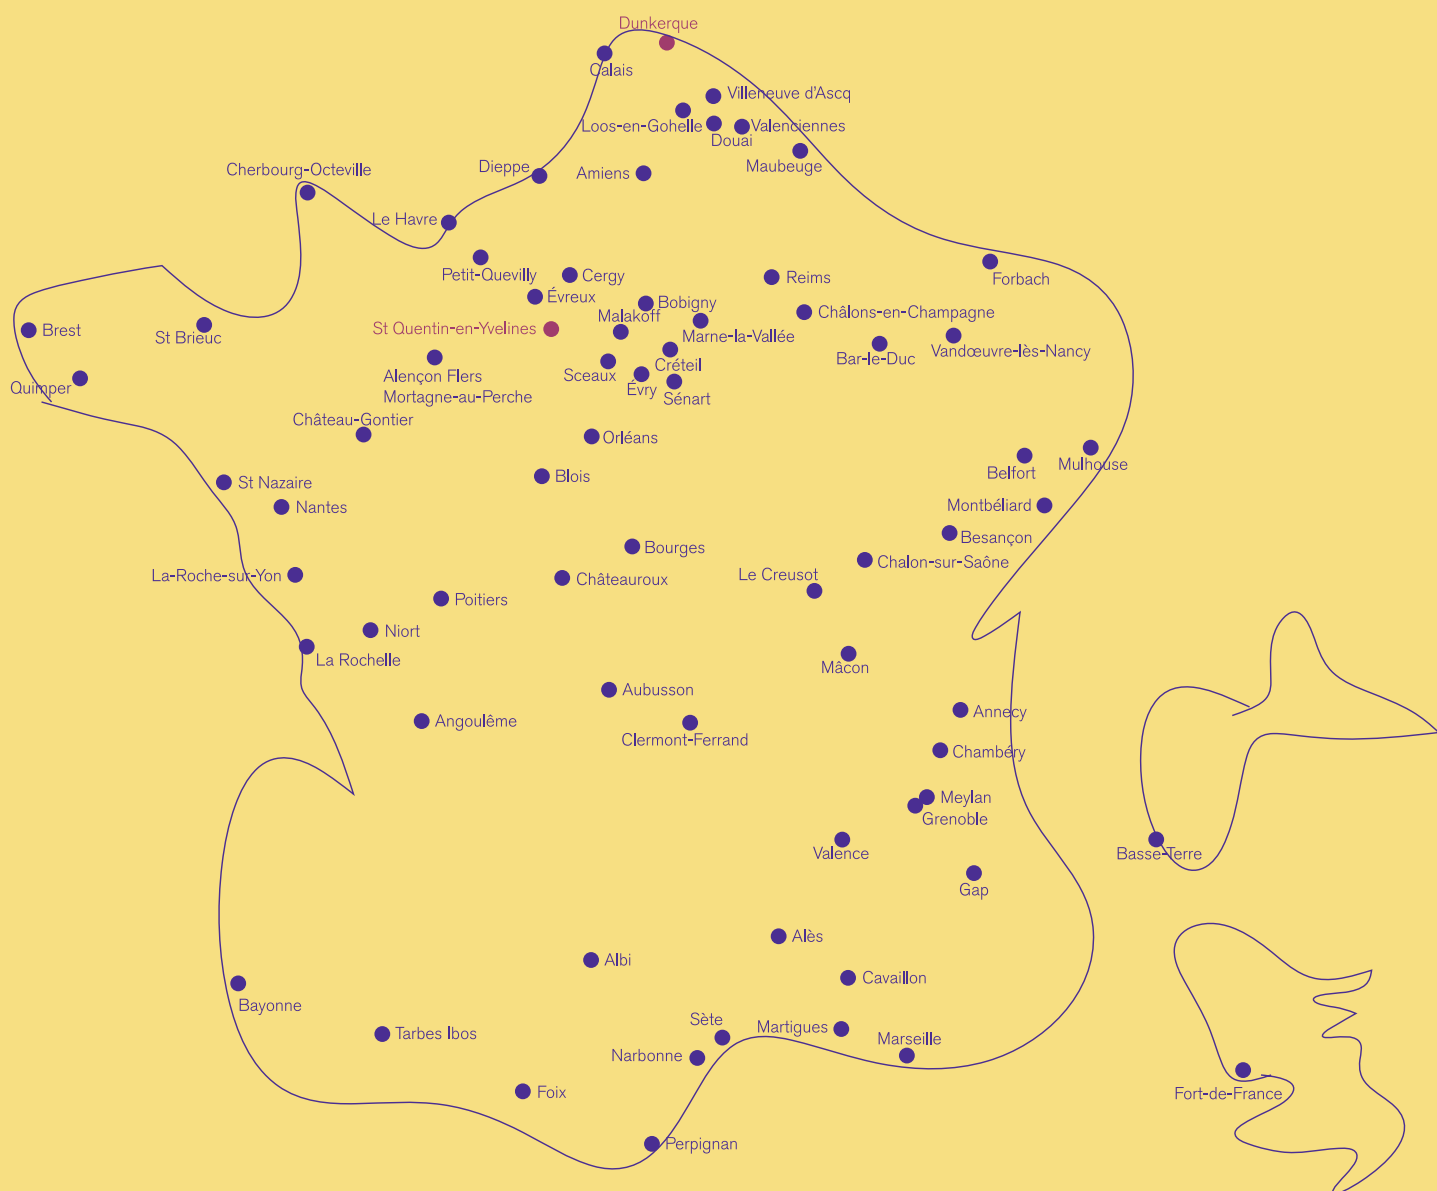 Dunkerque
Calais
Villeneuve d'Ascq
Loos-en-Gohelle
Douai
Valenciennes
Maubeuge
Cherbourg-Octeville
Dieppe
Amiens
Le Havre
Petit-Quevilly
Cergy
Reims
Forbach
Évreux
Bobigny
Châlons-en-Champagne
Malakoff
St Quentin-en-Yvelines
Marne-la-Vallée
Brest
St Brieuc
Vandœuvre-lès-Nancy
Bar-le-Duc
Créteil
Sceaux
Alençon Flers
Mortagne-au-Perche
Évry
Sénart
Quimper
Château-Gontier
Orléans
Mulhouse
Belfort
Blois
St Nazaire
Nantes
Montbéliard
Besançon
Bourges
Chalon-sur-Saône
Le Creusot
La-Roche-sur-Yon
Châteauroux
Poitiers
Niort
La Rochelle
Mâcon
Aubusson
Annecy
Angoulême
Clermont-Ferrand
Chambéry
Meylan
Grenoble
Valence
Basse-Terre
Gap
Alès
Albi
Cavaillon
Bayonne
Sète
Martigues
Tarbes Ibos
Marseille
Narbonne
Foix
Fort-de-France
Perpignan